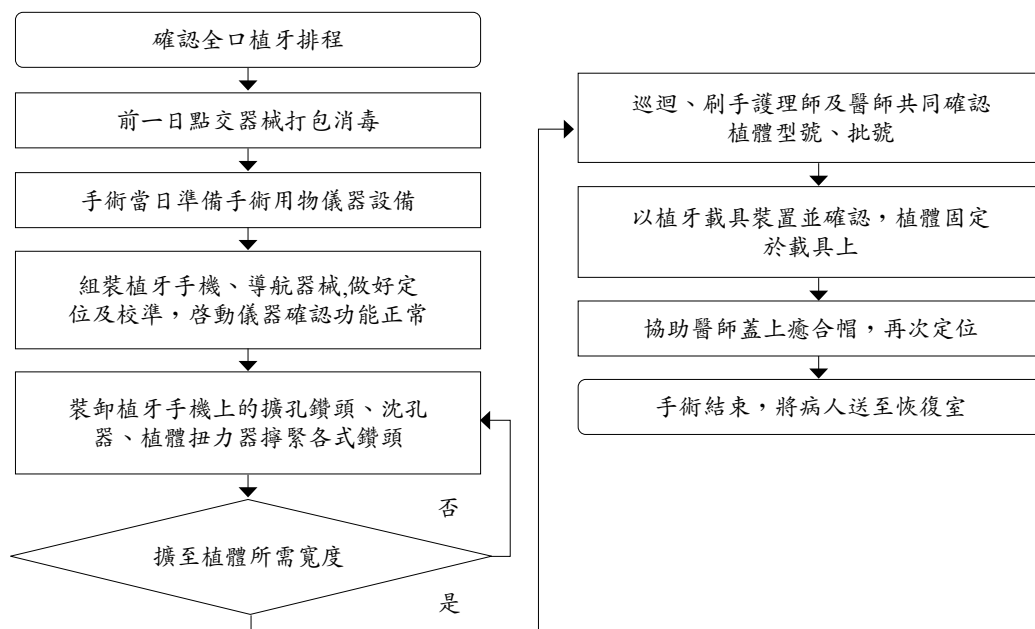 確認全口植牙排程
前一日點交器械打包消毒
手術當日準備手術用物儀器設備
組裝植牙手機、導航器械,做好定
位及校準，啓動儀器確認功能正常
裝卸植牙手機上的擴孔鑽頭、沈孔
器、植體扭力器擰緊各式鑽頭
否
擴至植體所需寬度
是
巡迴、刷手護理師及醫師共同確認
植體型號、批號
以植牙載具裝置並確認，植體固定
於載具上
協助醫師蓋上癒合帽，再次定位
手術結束，將病人送至恢復室